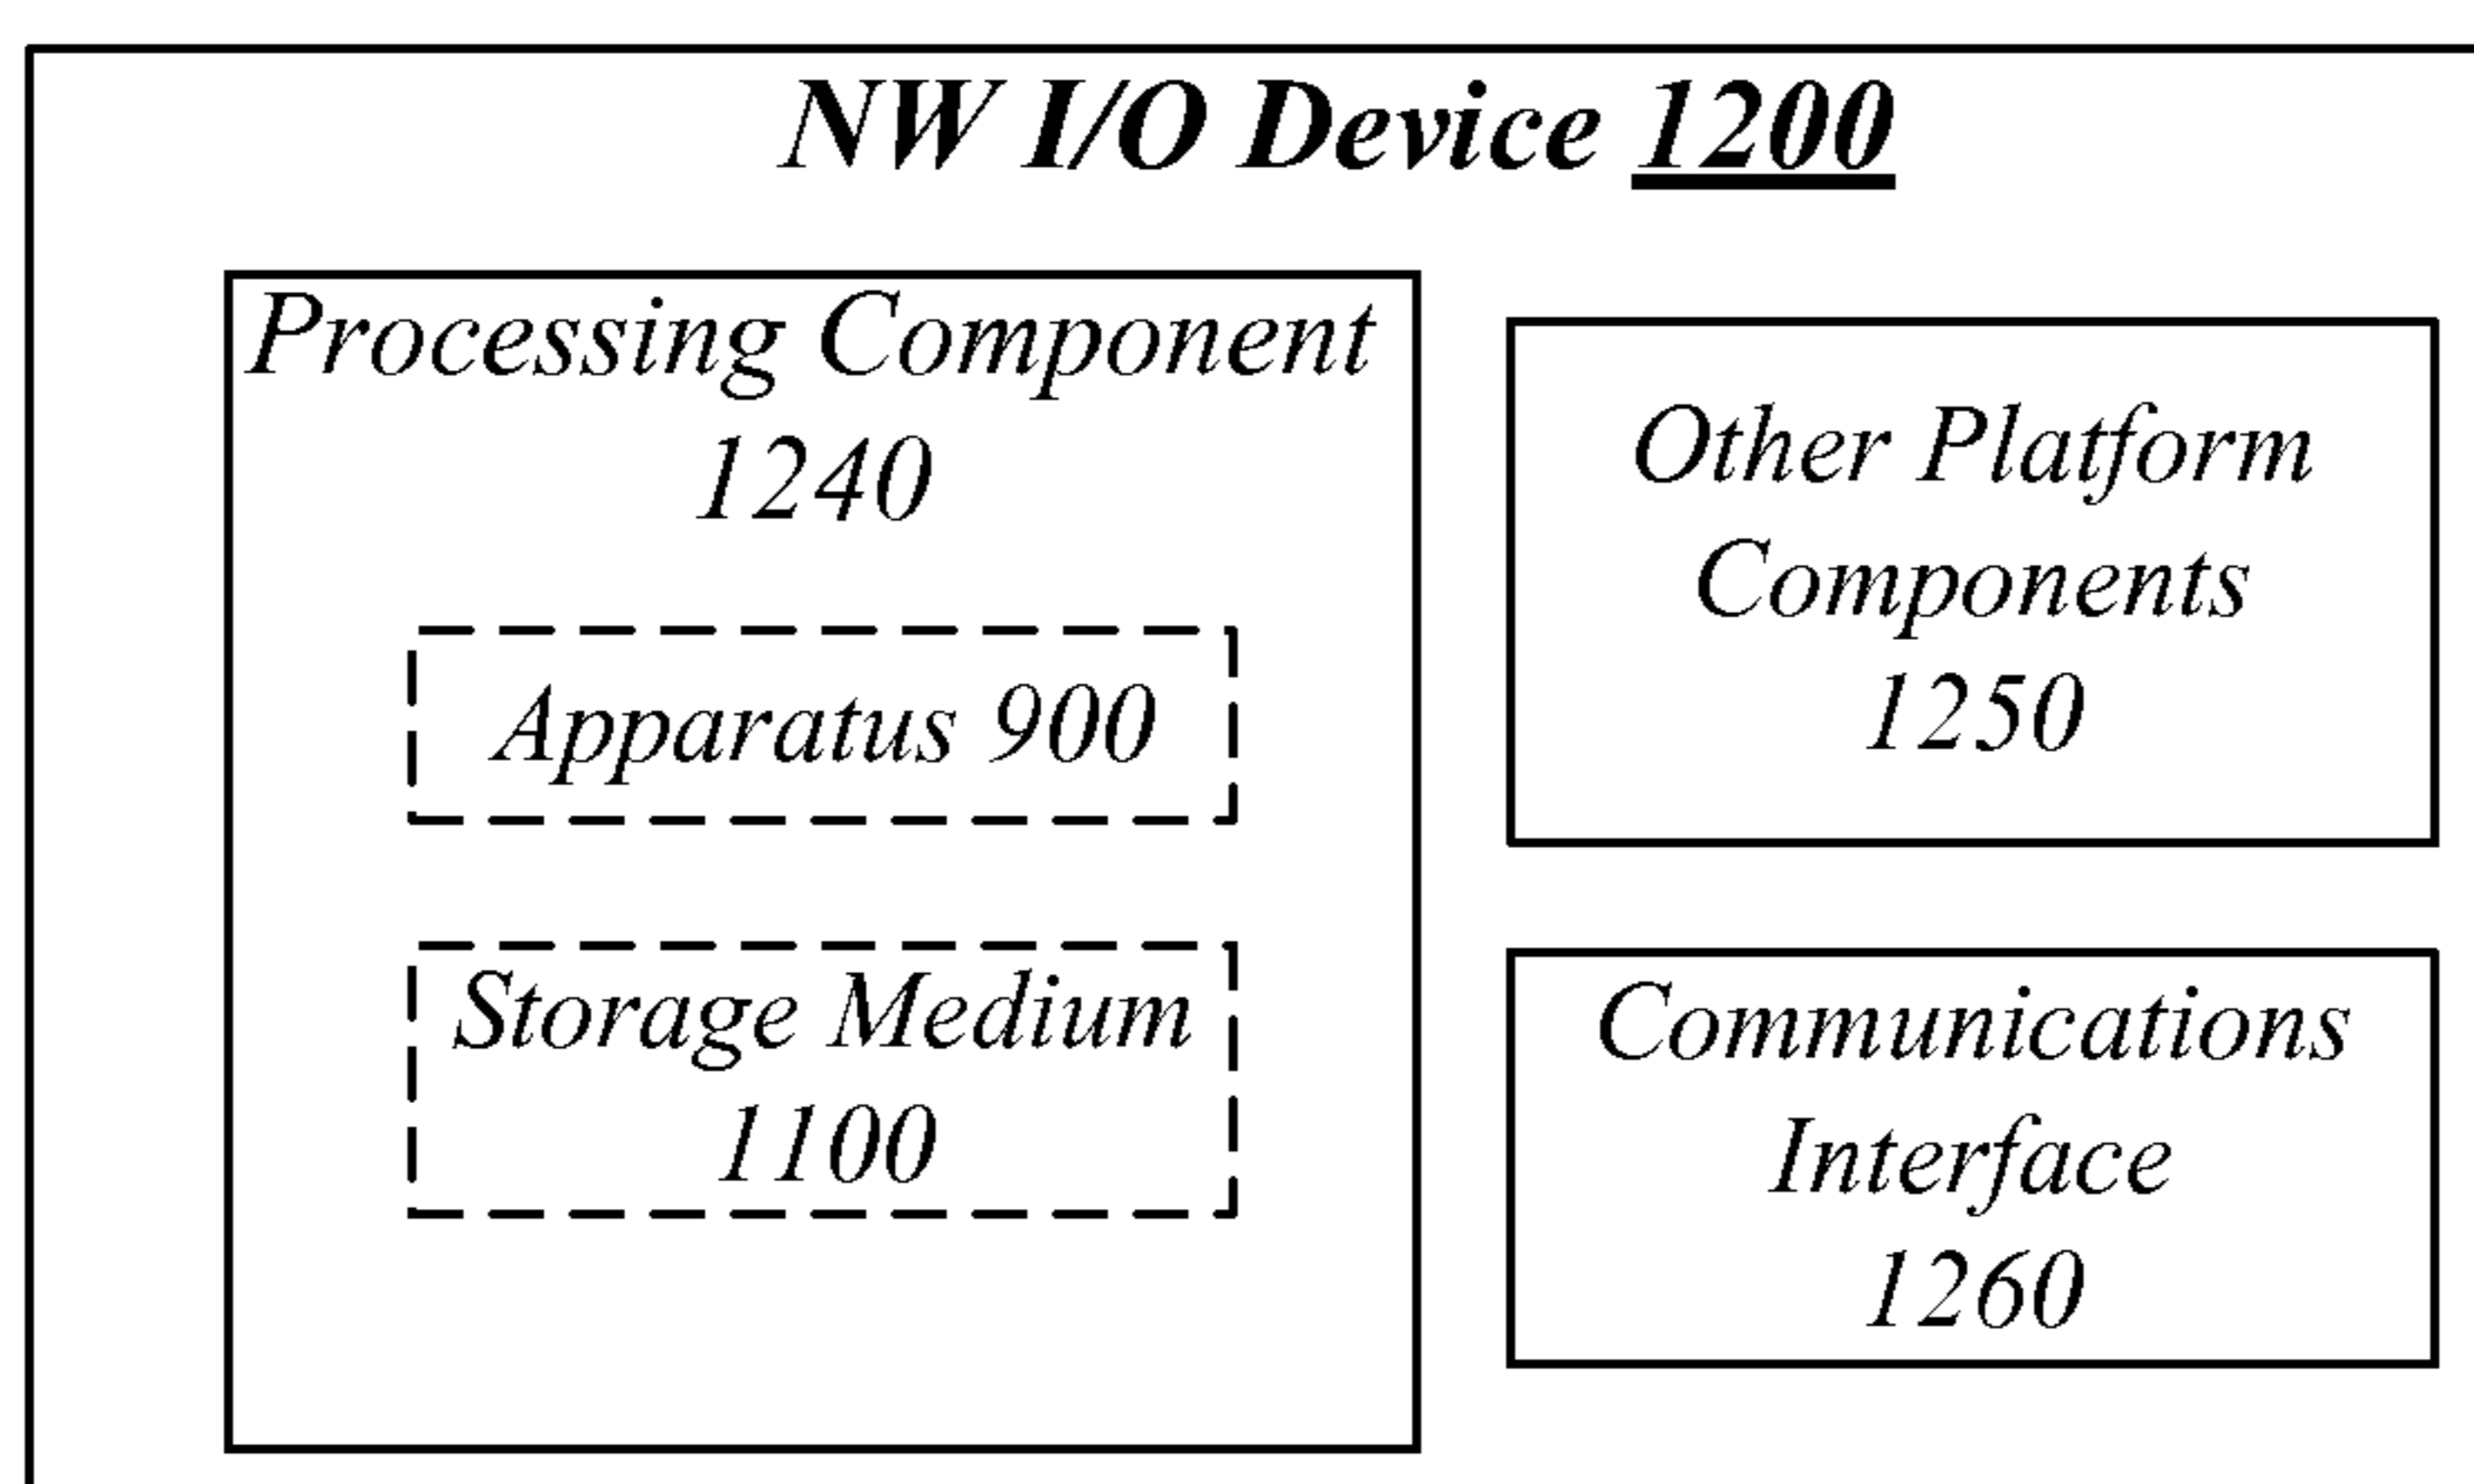 NW I/O Device 1200
Processing Component
1240
Apparatus 900
Storage Medium
1100
Other Platform
Components
1250
Communications
Interface
1260